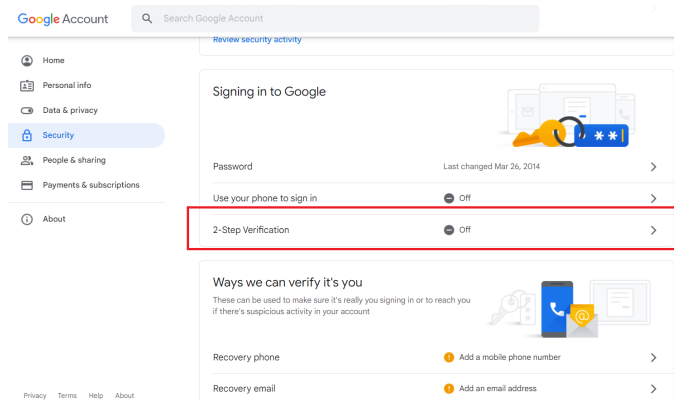 Google Account
Search Google Account
Home
Personal info
Data & privacy
Security
People & sharing
Payments & subscriptions
About
Privacy Terms Help About
Review security activity
Signing in to Google
**
Password Last changed Mar 26, 2014
Use your phone to sign in Off
2-Step Verification Off
Ways we can verify it's you
These can be used to make sure it's really you signing in or to reach you
if there's suspicious activity in your account
@
Recovery phone ! Add a mobile phone number
Recovery email ! Add an email address